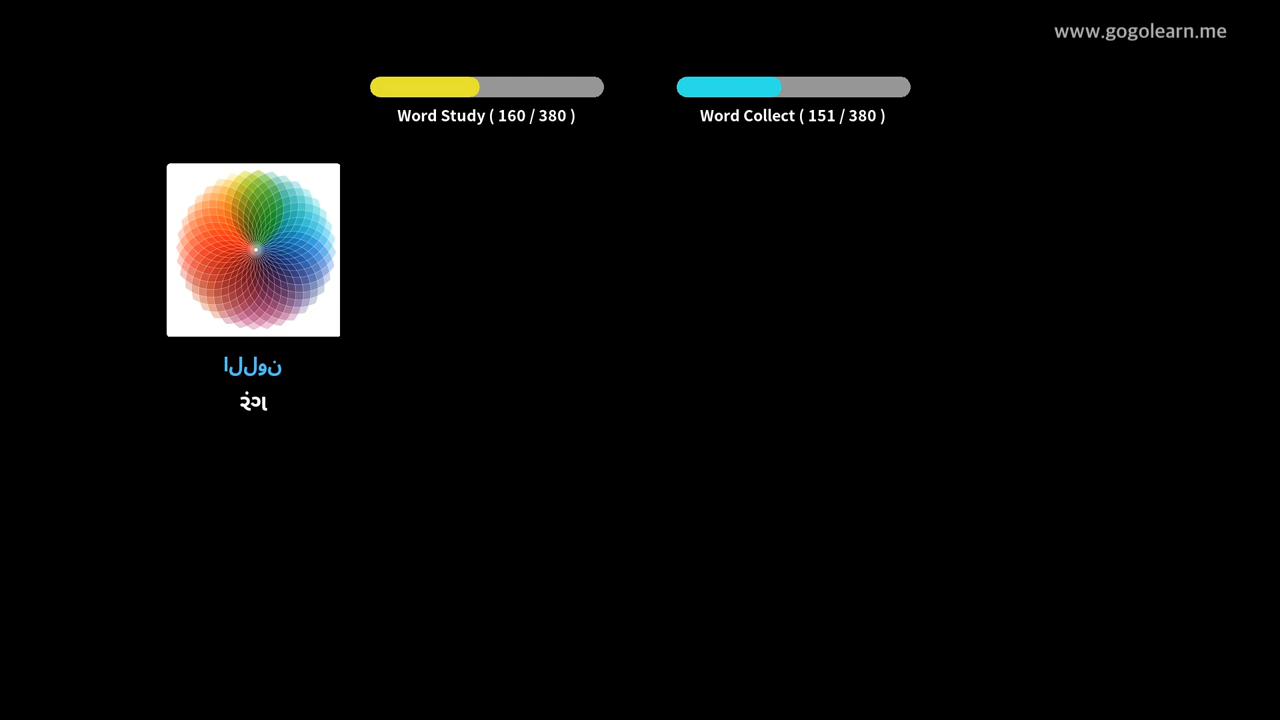 www.gogolearn.me
Word Study ( 160 / 380 )
Word Collect ( 151 / 380 )
اللون
રંગ